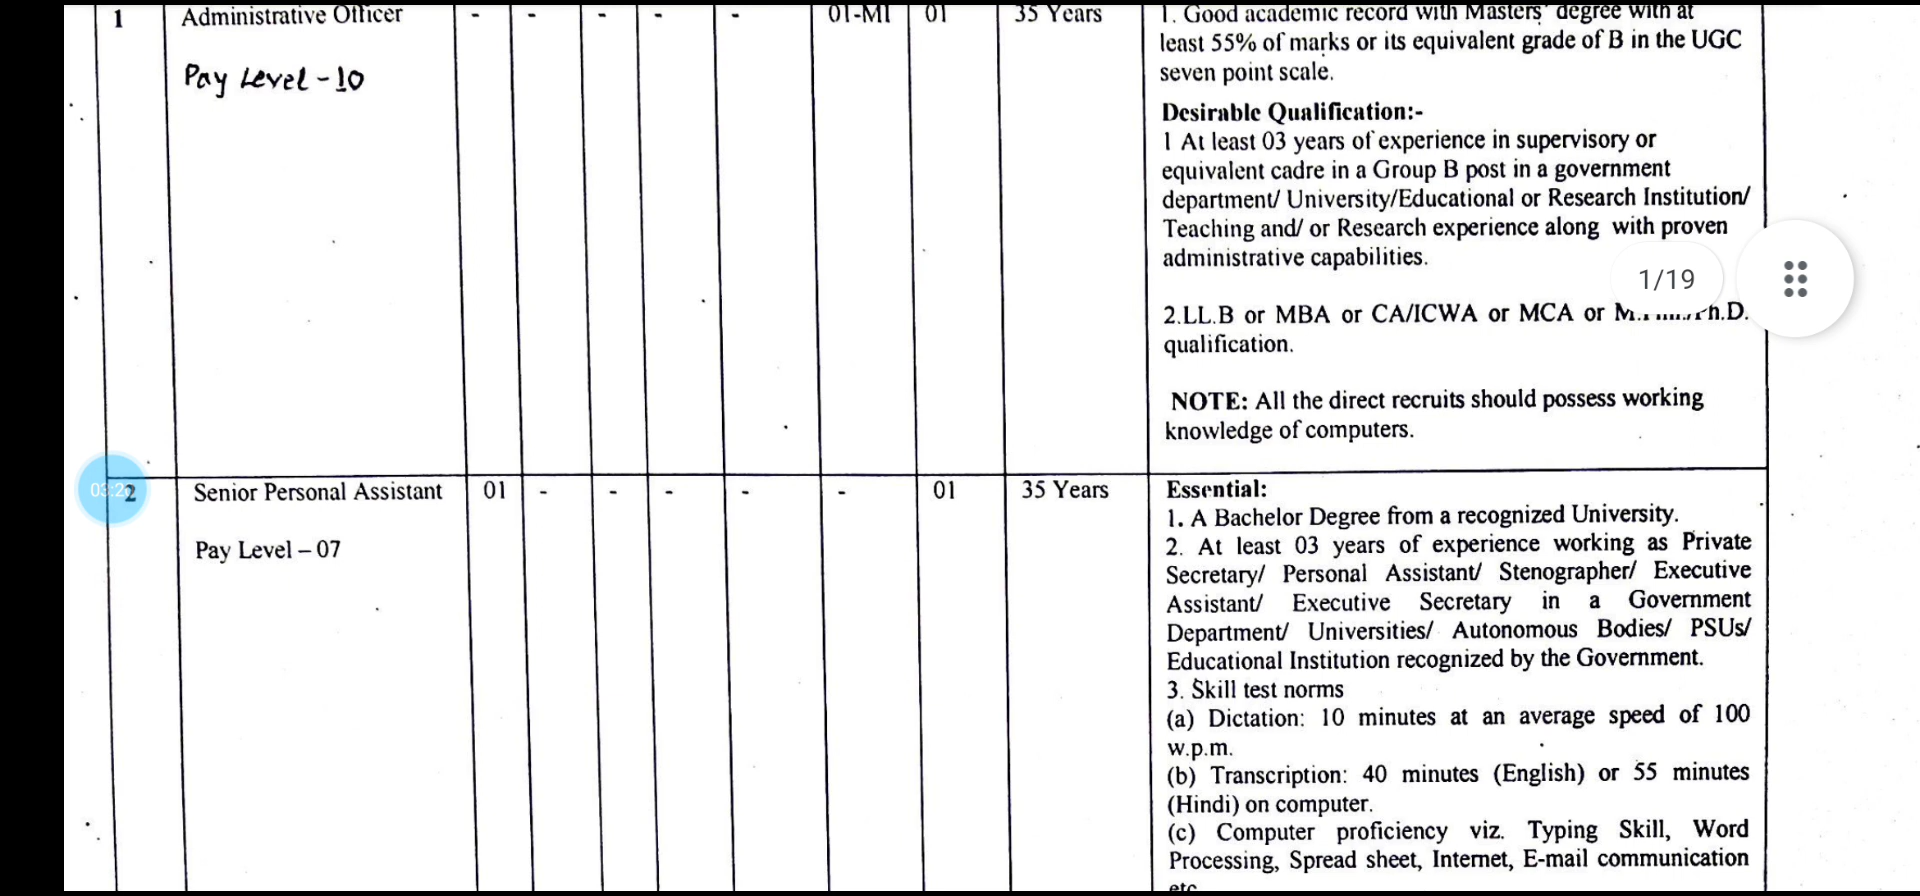 1 Administrative Officer - - - - - 01-MI 01 35 Years 1. Good academic record with Masters' degree with at
least 55% of marks or its equivalent grade of B in the UGC
seven point scale.
Pay Level - 10
Desirable Qualification:-
1 At least 03 years of experience in supervisory or
equivalent cadre in a Group B post in a government
department/ University/Educational or Research Institution/
Teaching and/ or Research experience along with proven
administrative capabilities.
1/19
2.LL.B or MBA or CA/ICWA or MCA or
qualification.
NOTE: All the direct recruits should possess working
knowledge of computers.
2 Senior Personal Assistant 01 - - - - - 01 35 Years Essential:
1. A Bachelor Degree from a recognized University.
Pay Level – 07
2. At least 03 years of experience working as Private
Secretary/ Personal Assistant/ Stenographer/ Executive
Assistant/ Executive Secretary in a Government
Department/ Universities/ Autonomous Bodies/ PSUs/
Educational Institution recognized by the Government.
3. Skill test norms
(a) Dictation: 10 minutes at an average speed of 100
w.p.m.
(b) Transcription: 40 minutes (English) or 55 minutes
(Hindi) on computer.
(c) Computer proficiency viz. Typing Skill, Word
Processing, Spread sheet, Internet, E-mail communication
etc